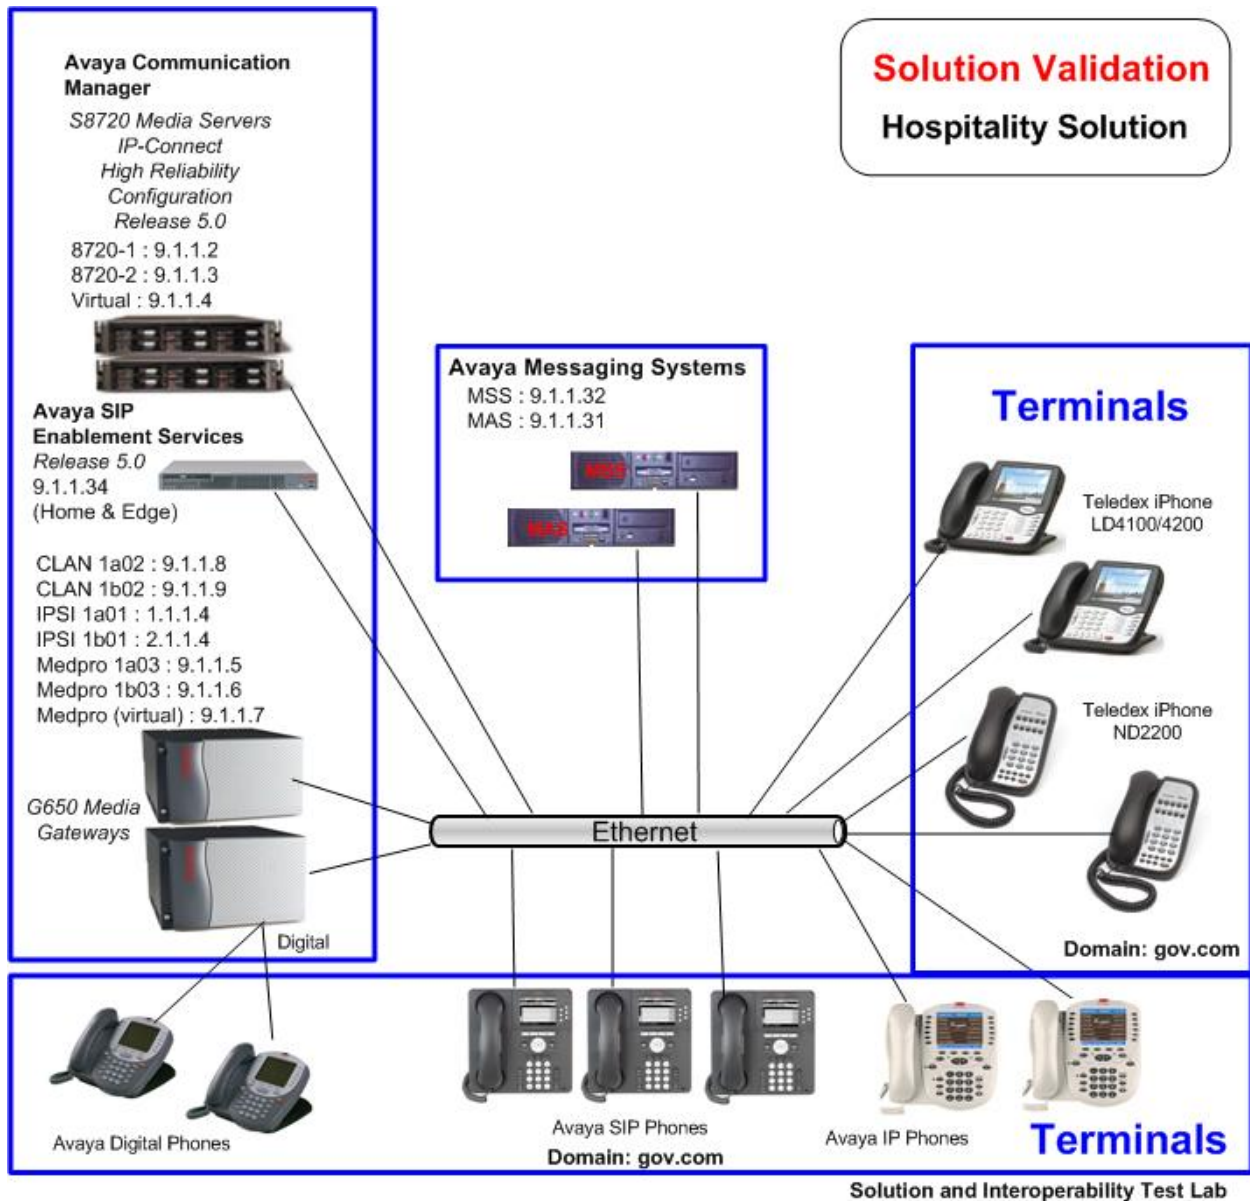 Solution Validation
Hospitality Solution
Avaya Communication
Manager
S8720 Media Servers
IP-Connect
High Reliability
Configuration
Release 5.0
8720-1 : 9.1.1.2
8720-2 : 9.1.1.3
Virtual : 9.1.1.4
Avaya SIP
Enablement Services
Release 5.0
9.1.1.34
(Home & Edge)
CLAN 1a02 : 9.1.1.8
CLAN 1b02 : 9.1.1.9
IPSI 1a01 : 1.1.1.4
IPSI 1b01 : 2.1.1.4
Medpro 1a03 : 9.1.1.5
Medpro 1b03 : 9.1.1.6
Medpro (virtual) : 9.1.1.7
G650 Media
Gateways
Digital
Avaya Messaging Systems
MSS : 9.1.1.32
MAS : 9.1.1.31
MSS
MAS
Ethernet
Terminals
Teledex iPhone
LD4100/4200
Teledex iPhone
ND2200
Domain: gov.com
Avaya Digital Phones
Avaya SIP Phones
Domain: gov.com
Avaya IP Phones
Terminals
Solution and Interoperability Test Lab